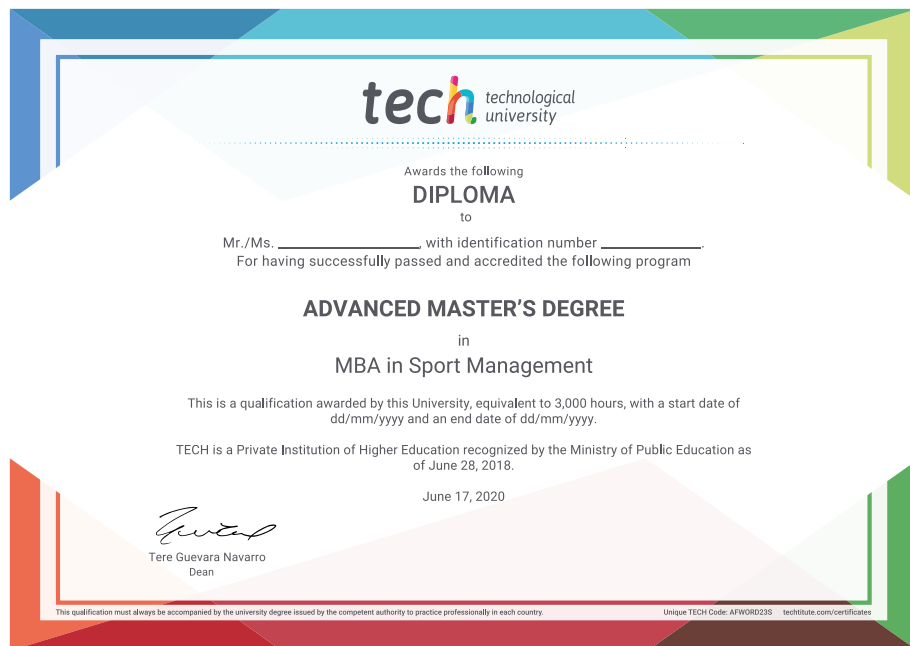 tech technological
university
Awards the following
DIPLOMA
to
Mr./Ms. ____________________, with identification number ______________.
For having successfully passed and accredited the following program
ADVANCED MASTER'S DEGREE
in
MBA in Sport Management
This is a qualification awarded by this University, equivalent to 3,000 hours, with a start date of
dd/mm/yyyy and an end date of dd/mm/yyyy.
TECH is a Private Institution of Higher Education recognized by the Ministry of Public Education as
of June 28, 2018.
June 17, 2020
Tere Guevara Navarro
Dean
This qualification must always be accompanied by the university degree issued by the competent authority to practice professionally in each country. Unique TECH Code: AFWORD23S techtitute.com/certificates